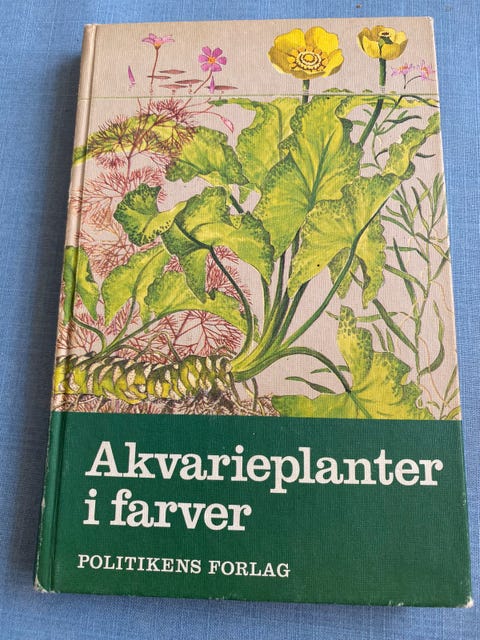 Akvarieplanter
i farver
POLITIKENS FORLAG